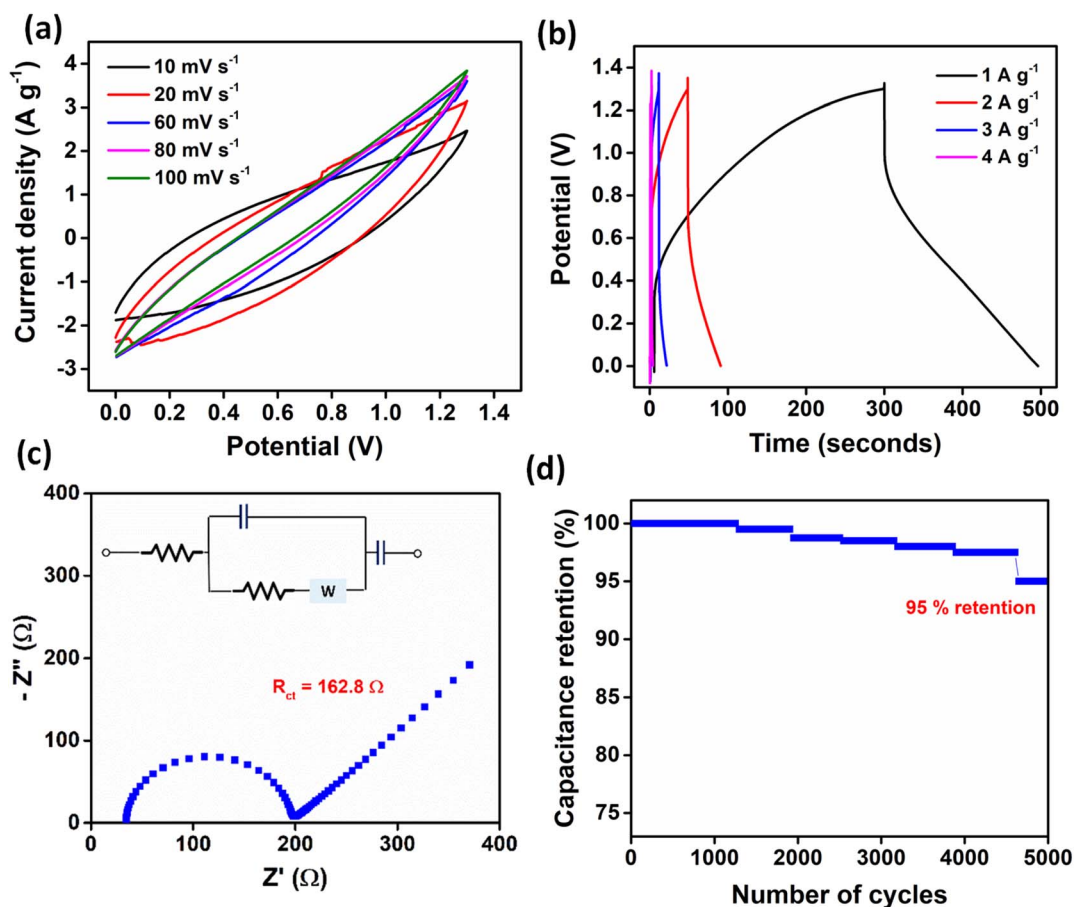 (a)
10 mV s⁻¹
20 mV s⁻¹
60 mV s⁻¹
80 mV s⁻¹
100 mV s⁻¹
Current density (A g⁻¹)
4
3
2
1
0
-1
-2
-3
0.0 0.2 0.4 0.6 0.8 1.0 1.2 1.4
Potential (V)
(b)
1 A g⁻¹
2 A g⁻¹
3 A g⁻¹
4 A g⁻¹
Potential (V)
1.4
1.2
1.0
0.8
0.6
0.4
0.2
0.0
0 100 200 300 400 500
Time (seconds)
(c)
W
R_ct = 162.8 Ω
- Z" (Ω)
400
300
200
100
0
0 100 200 300 400
Z' (Ω)
(d)
Capacitance retention (%)
100
95
90
85
80
75
95 % retention
0 1000 2000 3000 4000 5000
Number of cycles